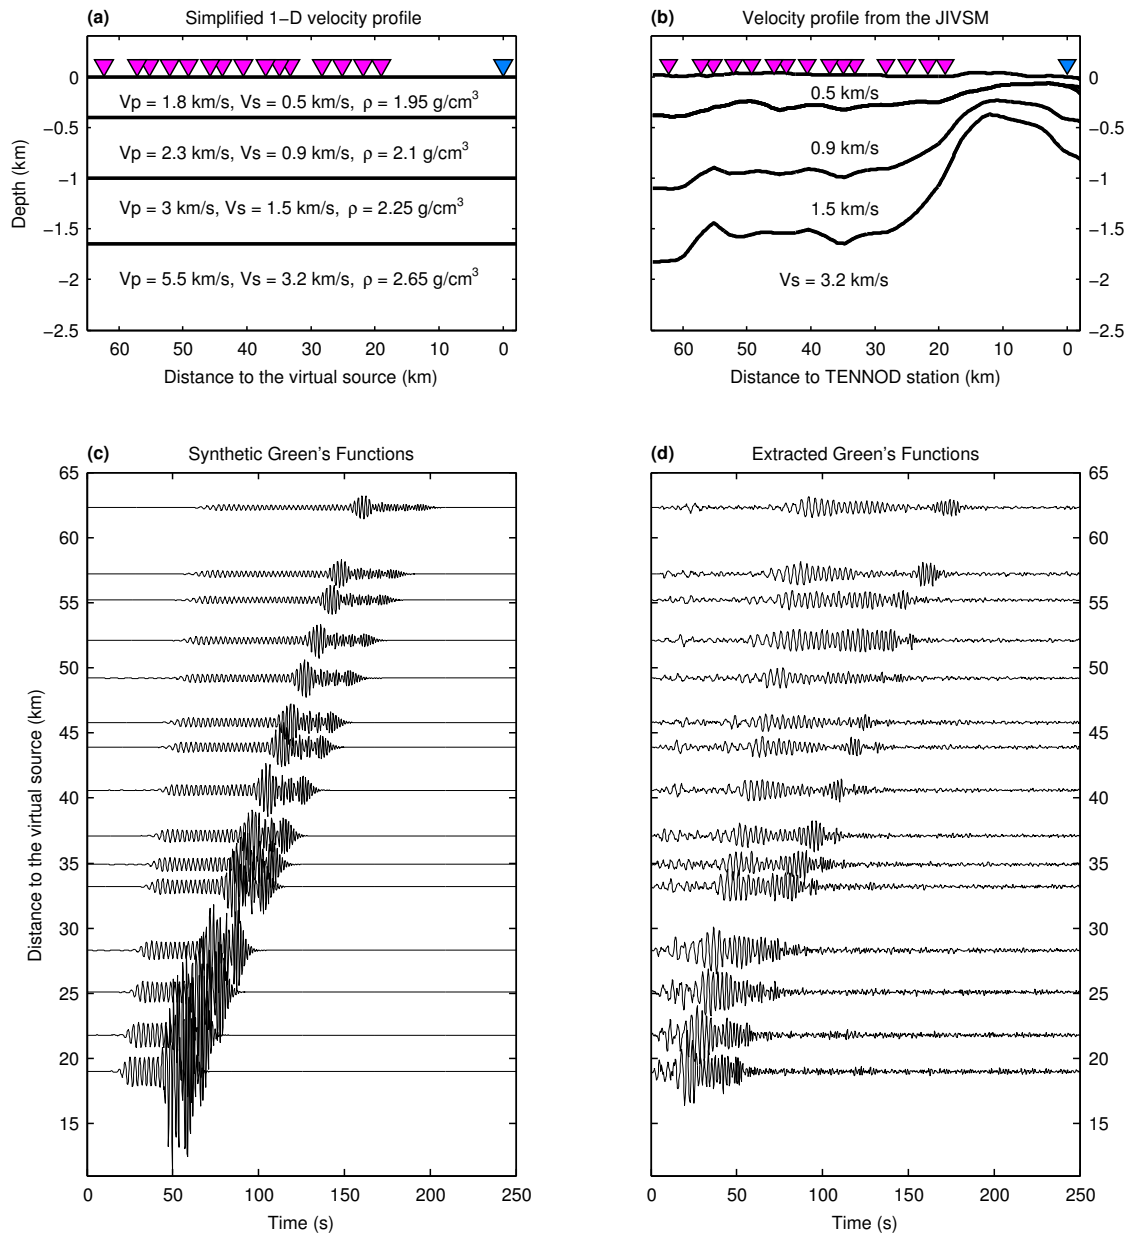 (a) Simplified 1−D velocity profile
0
−0.5
−1
−1.5
−2
−2.5
Depth (km)
Vp = 1.8 km/s, Vs = 0.5 km/s, ρ = 1.95 g/cm³
Vp = 2.3 km/s, Vs = 0.9 km/s, ρ = 2.1 g/cm³
Vp = 3 km/s, Vs = 1.5 km/s, ρ = 2.25 g/cm³
Vp = 5.5 km/s, Vs = 3.2 km/s, ρ = 2.65 g/cm³
60 50 40 30 20 10 0
Distance to the virtual source (km)
(b) Velocity profile from the JIVSM
0.5 km/s
0.9 km/s
1.5 km/s
Vs = 3.2 km/s
0
−0.5
−1
−1.5
−2
−2.5
60 50 40 30 20 10 0
Distance to TENNOD station (km)
(c) Synthetic Green's Functions
65
60
55
50
45
40
35
30
25
20
15
Distance to the virtual source (km)
0 50 100 150 200 250
Time (s)
(d) Extracted Green's Functions
65
60
55
50
45
40
35
30
25
20
15
0 50 100 150 200 250
Time (s)